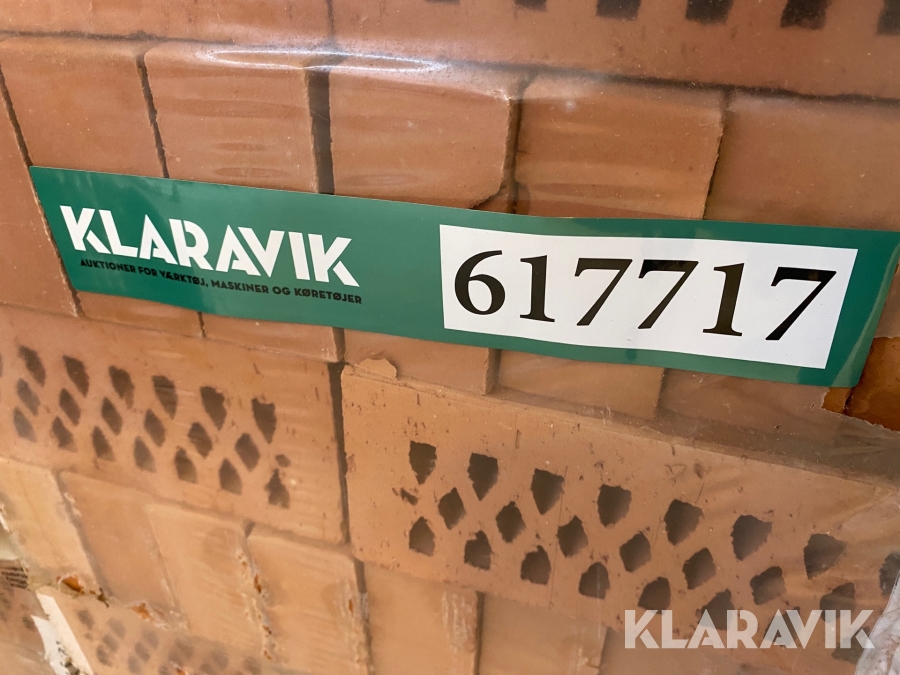 KLARAVIK
AUKTIONER FOR VÆRKTØJ, MASKINER OG KØRETØJER
617717
KLARAVIK